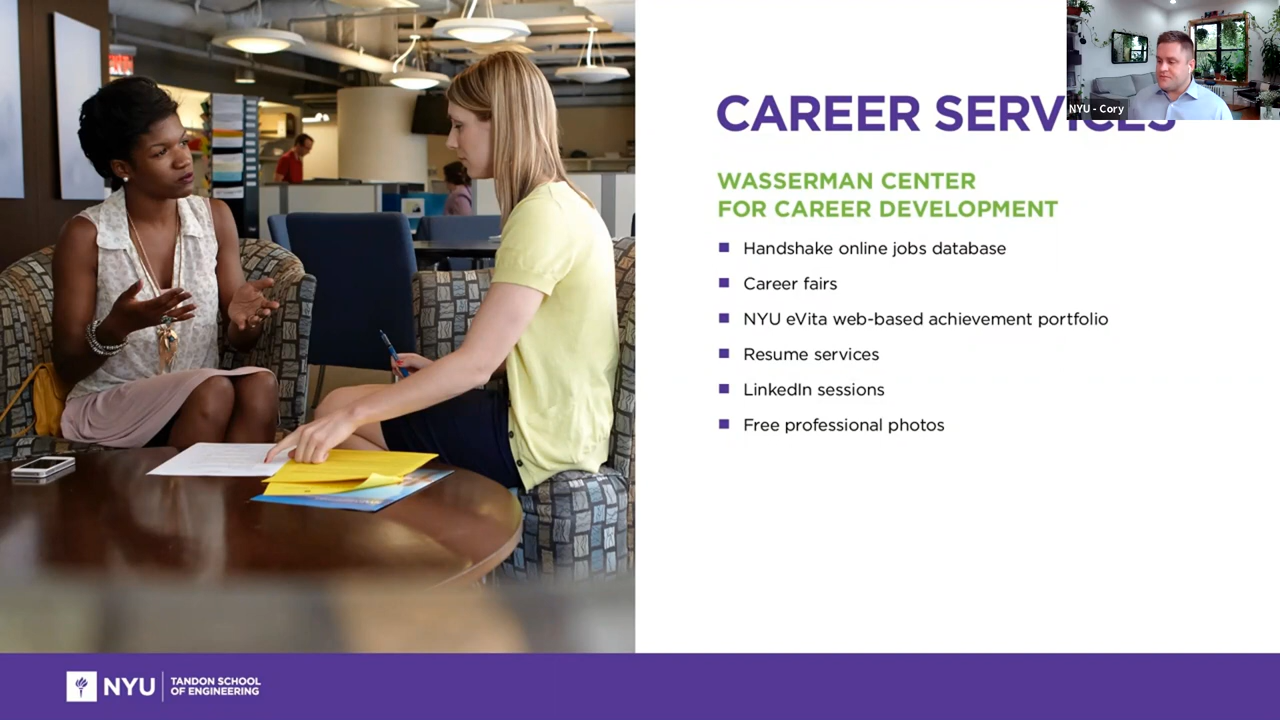 CAREER SERVICES
NYU - Cory
WASSERMAN CENTER
FOR CAREER DEVELOPMENT
Handshake online jobs database
Career fairs
NYU eVita web-based achievement portfolio
Resume services
LinkedIn sessions
Free professional photos
NYU
TANDON SCHOOL
OF ENGINEERING